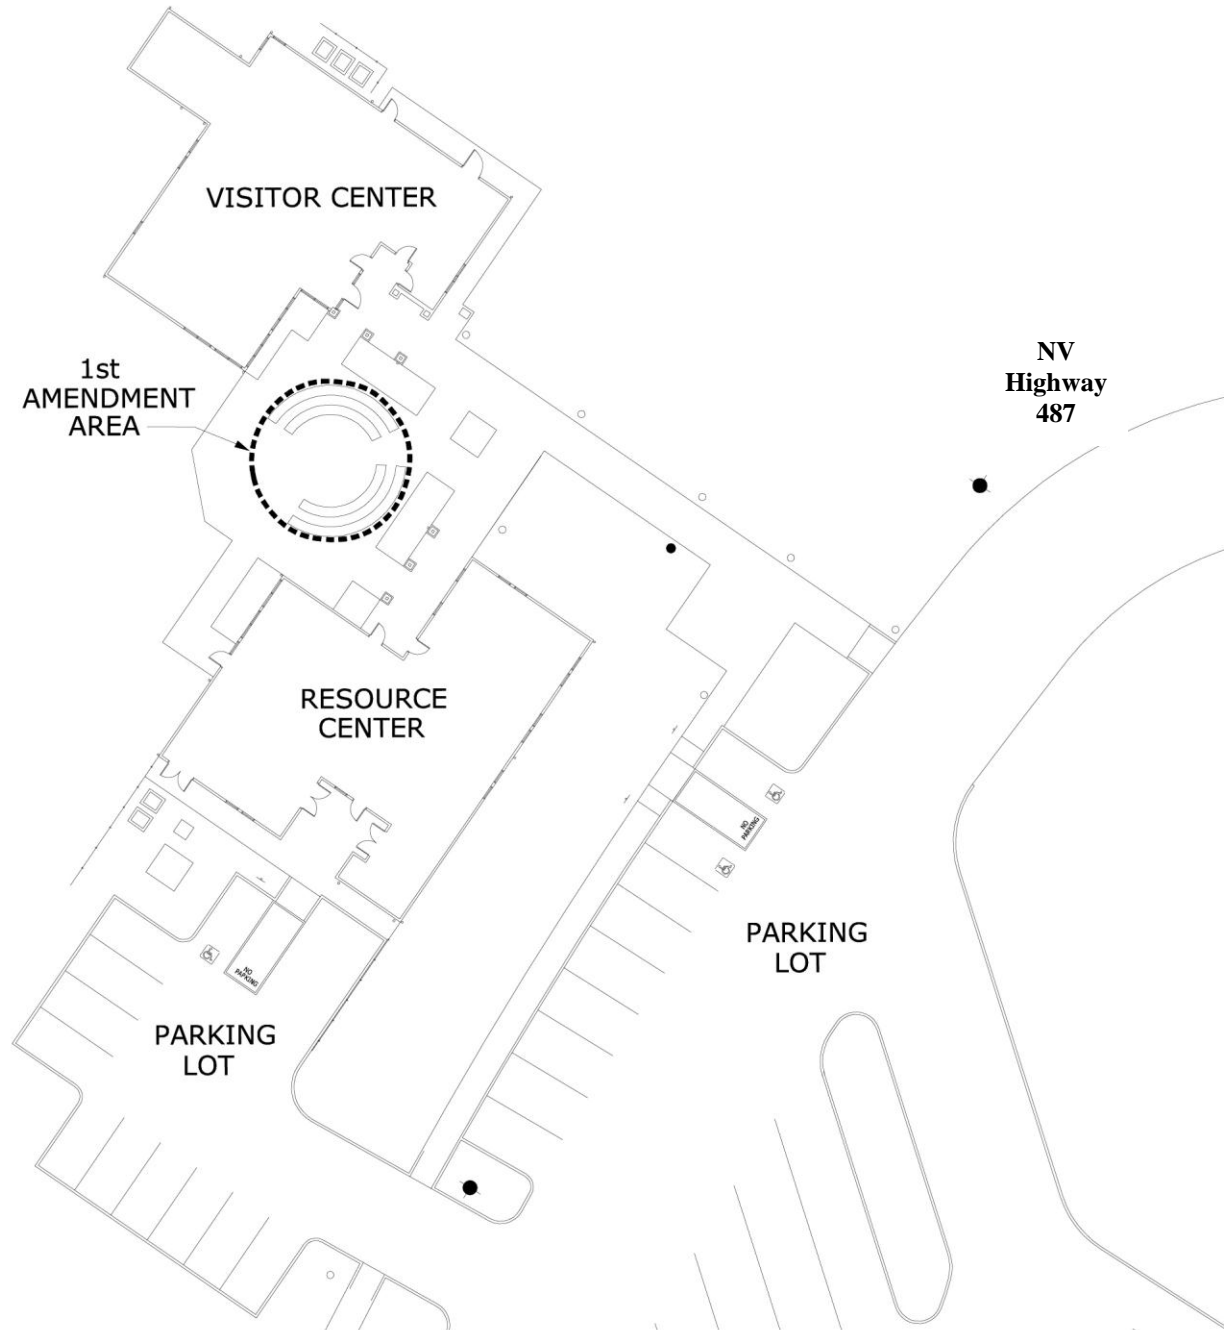 VISITOR CENTER
NV
Highway
487
1st
AMENDMENT
AREA
RESOURCE
CENTER
NO
PARKING
PARKING
LOT
NO
PARKING
PARKING
LOT